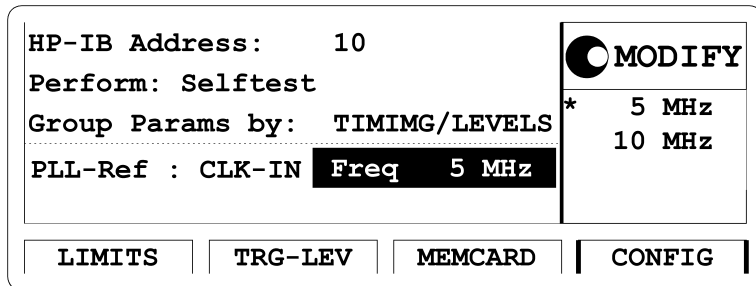 HP-IB Address: 10
Perform: Selftest
Group Params by: TIMIMG/LEVELS
PLL-Ref : CLK-IN Freq 5 MHz
MODIFY
* 5 MHz
10 MHz
LIMITS TRG-LEV MEMCARD CONFIG